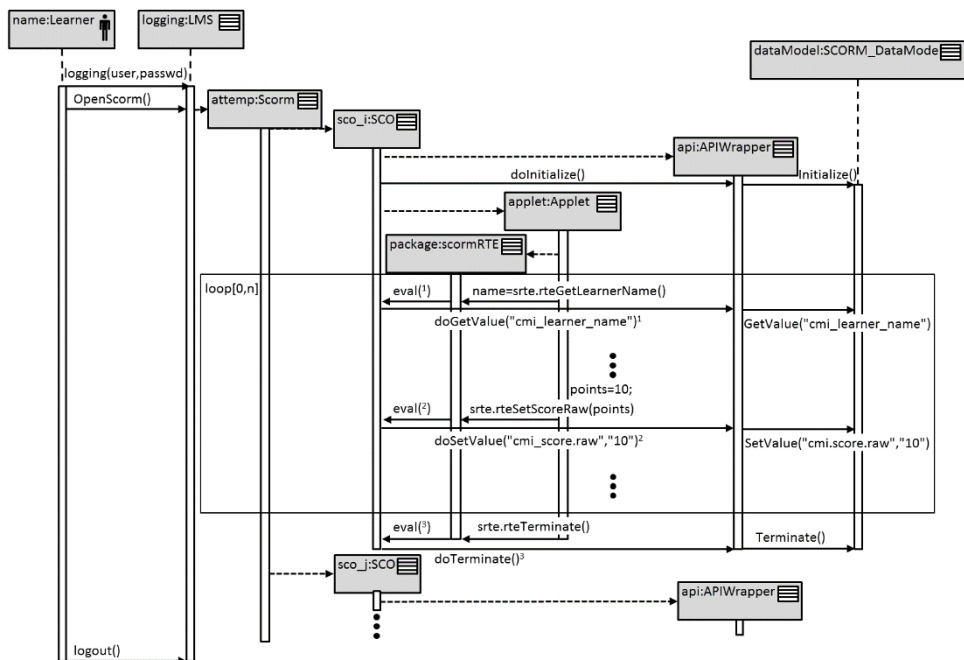 name:Learner
logging:LMS
dataModel:SCORM_DataMode
logging(user,passwd)
OpenScorm()
attemp:Scorm
sco_i:SCO
api:APIWrapper
doInitialize()
Initialize()
applet:Applet
package:scormRTE
loop[0,n]
eval(¹)
name=srte.rteGetLearnerName()
doGetValue("cmi_learner_name")¹
GetValue("cmi_learner_name")
points=10;
eval(²)
srte.rteSetScoreRaw(points)
doSetValue("cmi_score.raw","10")²
SetValue("cmi.score.raw","10")
eval(³)
srte.rteTerminate()
Terminate()
doTerminate()³
sco_j:SCO
api:APIWrapper
logout()